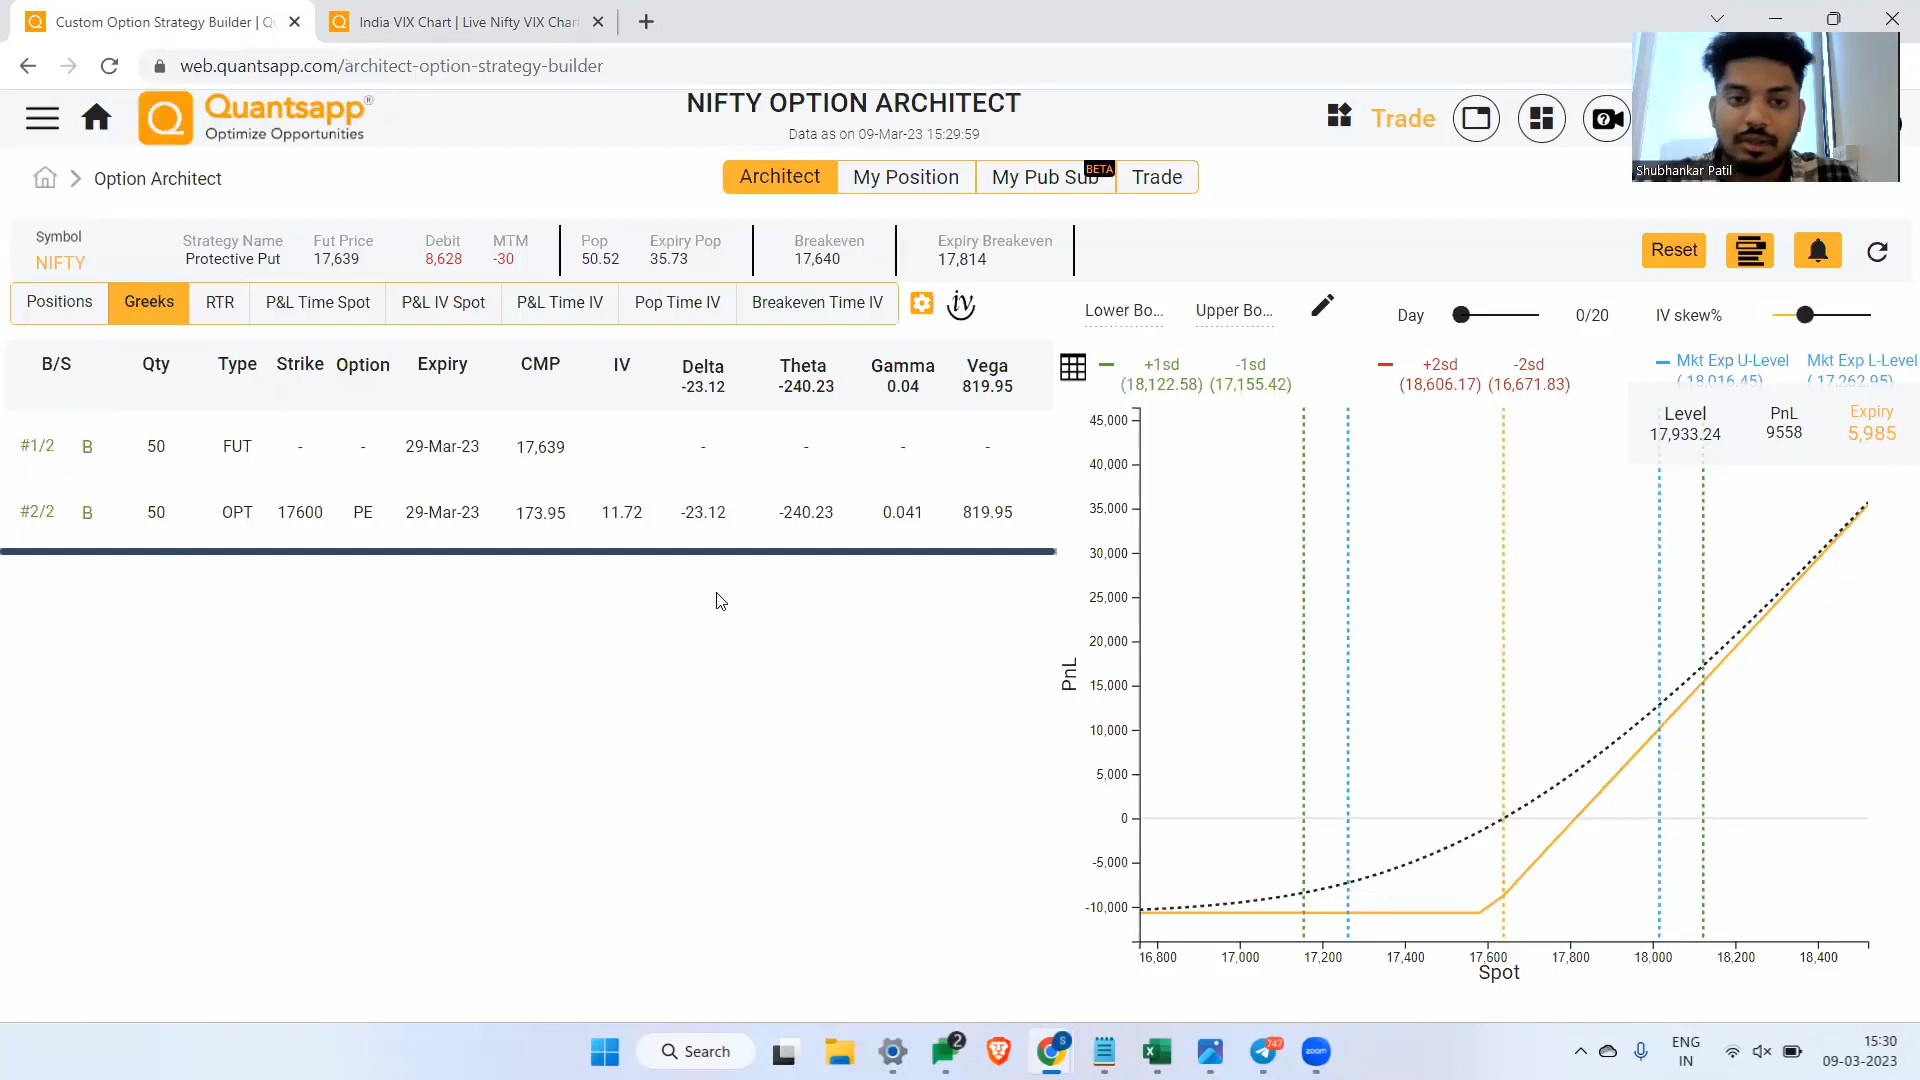 Custom Option Strategy Builder | Q
India VIX Chart | Live Nifty VIX Char
web.quantsapp.com/architect-option-strategy-builder
Quantsapp®
Optimize Opportunities
NIFTY OPTION ARCHITECT
Data as on 09-Mar-23 15:29:59
Trade
Shubhankar Patil
Option Architect
Architect
My Position
My Pub Sub
BETA
Trade
Symbol
NIFTY
Strategy Name
Protective Put
Fut Price
17,639
Debit
8,628
MTM
-30
Pop
50.52
Expiry Pop
35.73
Breakeven
17,640
Expiry Breakeven
17,814
Reset
Positions
Greeks
RTR
P&L Time Spot
P&L IV Spot
P&L Time IV
Pop Time IV
Breakeven Time IV
iv
Lower Bo...
Upper Bo...
Day
0/20
IV skew%
B/S Qty Type Strike Option Expiry CMP IV Delta Theta Gamma Vega
-23.12 -240.23 0.04 819.95
#1/2 B 50 FUT - - 29-Mar-23 17,639 - - - -
#2/2 B 50 OPT 17600 PE 29-Mar-23 173.95 11.72 -23.12 -240.23 0.041 819.95
+1sd -1sd
(18,122.58) (17,155.42)
+2sd -2sd
(18,606.17) (16,671.83)
Mkt Exp U-Level Mkt Exp L-Level
( 18,016.45) ( 17,262.95)
Level PnL Expiry
17,933.24 9558 5,985
45,000
40,000
35,000
30,000
25,000
20,000
15,000
10,000
5,000
0
-5,000
-10,000
PnL
16,800 17,000 17,200 17,400 17,600 17,800 18,000 18,200 18,400
Spot
Search
2
S
747
zoom
ENG
IN
15:30
09-03-2023